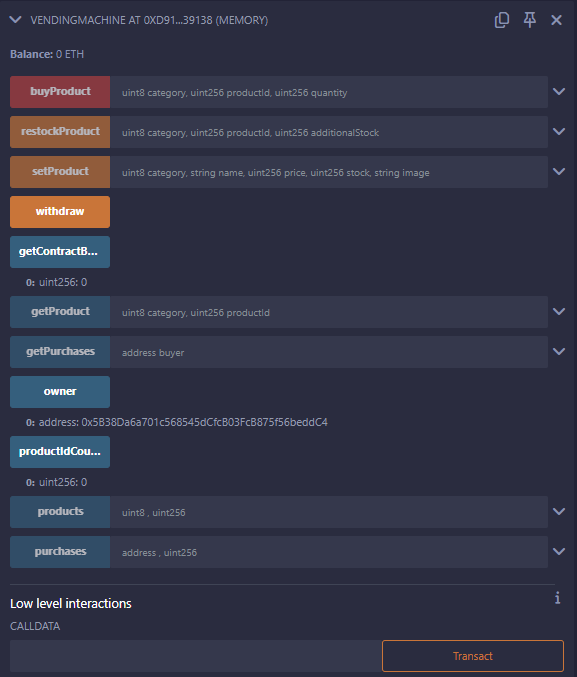 VENDINGMACHINE AT 0XD91...39138 (MEMORY)
Balance: 0 ETH
buyProduct uint8 category, uint256 productId, uint256 quantity
restockProduct uint8 category, uint256 productId, uint256 additionalStock
setProduct uint8 category, string name, uint256 price, uint256 stock, string image
withdraw
getContractB...
0: uint256: 0
getProduct uint8 category, uint256 productId
getPurchases address buyer
owner
0: address: 0x5B38Da6a701c568545dCfcB03FcB875f56beddC4
productIdCou...
0: uint256: 0
products uint8 , uint256
purchases address , uint256
Low level interactions
i
CALLDATA
Transact